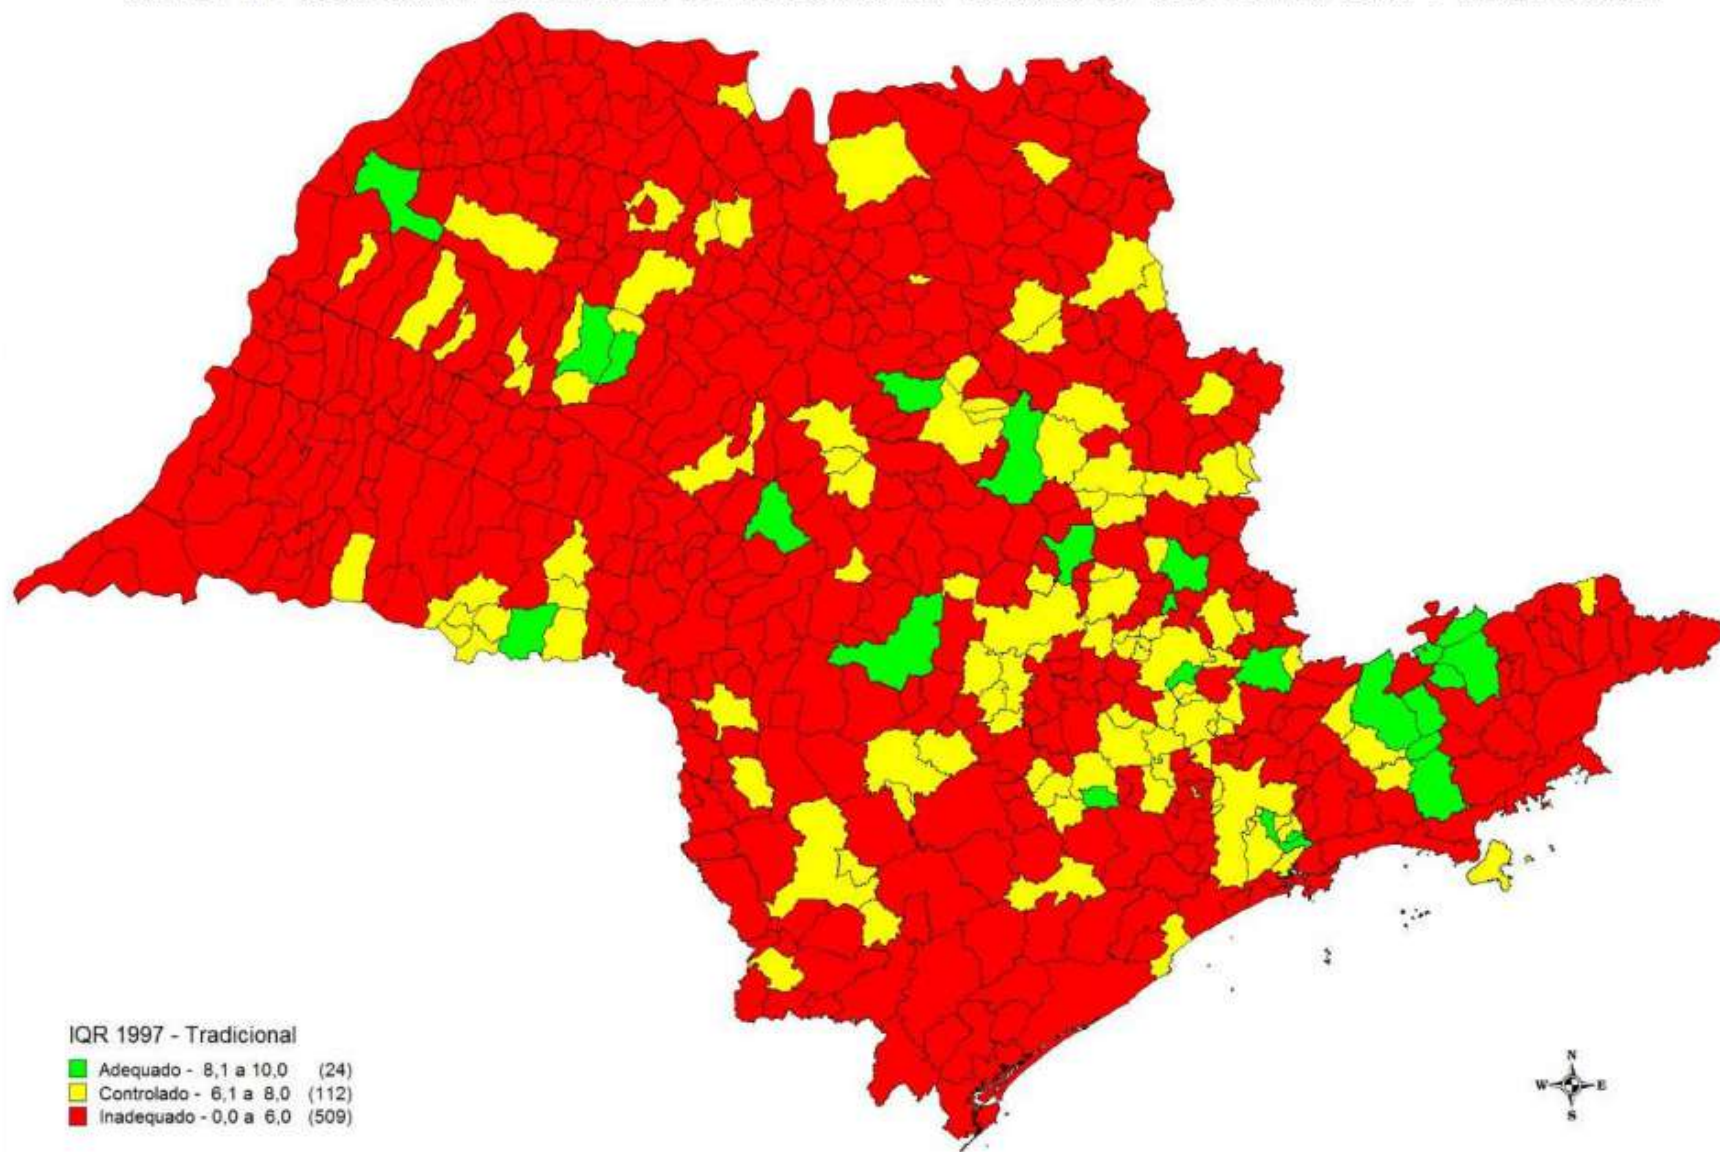 IQR 1997 - Tradicional
Adequado - 8,1 a 10,0 (24)
Controlado - 6,1 a 8,0 (112)
Inadequado - 0,0 a 6,0 (509)
N
W E
S